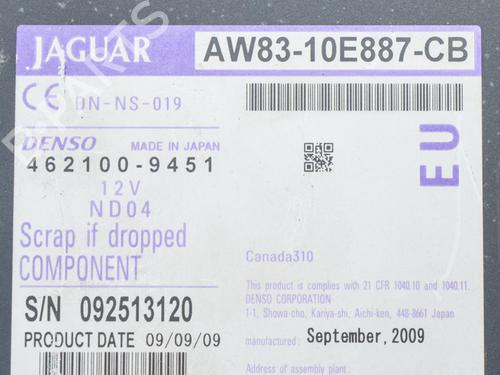 JAGUAR
AW83-10E887-CB
CE DN-NS-019
DENSO MADE IN JAPAN
462100-9451
12V
ND04
EU
Scrap if dropped
COMPONENT
Canada310
This product is complies with 21 CFR 1040.10 and 1040.11.
DENSO CORPORATION
1-1, Showa-cho, Kariya-shi, Aichi-ken, 448-8661 Japan
S/N 092513120
PRODUCT DATE 09/09/09
manufactured: September, 2009
Address of assembly plant: